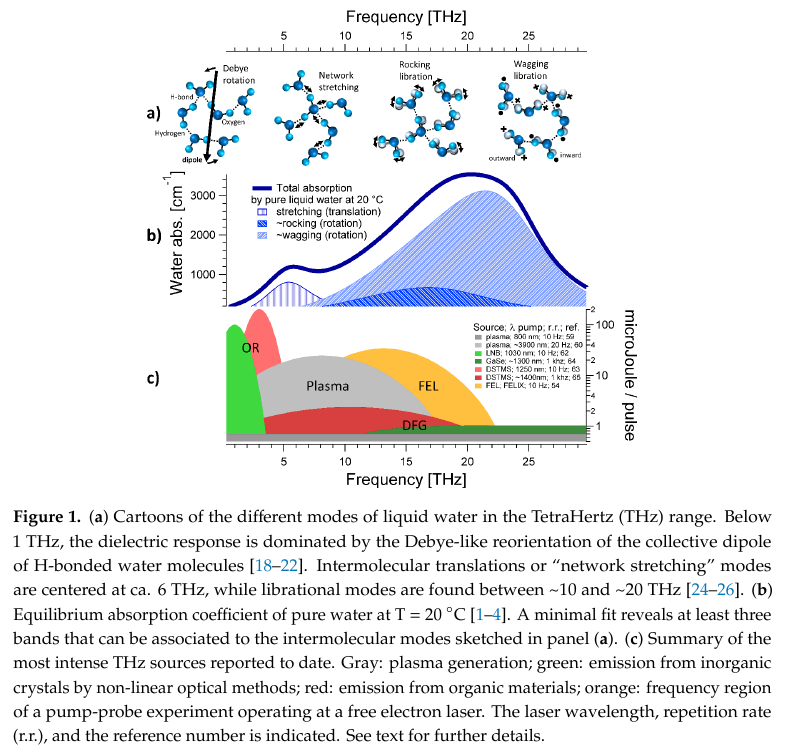 Frequency [THz]
5 10 15 20 25
a)
Debye
rotation
H-bond
Oxygen
Hydrogen
dipole
Network
stretching
Rocking
libration
Wagging
libration
outward
inward
b)
Water abs. [cm⁻¹]
3000
2000
1000
Total absorption
by pure liquid water at 20 °C
stretching (translation)
~rocking (rotation)
~wagging (rotation)
c)
OR
Plasma
FEL
DFG
Source; λ pump; r.r.; ref.
plasma; 800 nm; 10 Hz; 59
plasma; ~3900 nm; 20 Hz; 60
LNB; 1030 nm; 10 Hz; 62
GaSe; ~1300 nm; 1 khz; 64
DSTMS; 1250 nm; 10 Hz; 63
DSTMS; ~1400nm; 1 khz; 65
FEL; FELIX; 10 Hz; 54
2
100
4
2
10
4
2
1
microJoule / pulse
5 10 15 20 25
Frequency [THz]
Figure 1. (a) Cartoons of the different modes of liquid water in the TetraHertz (THz) range. Below
1 THz, the dielectric response is dominated by the Debye-like reorientation of the collective dipole
of H-bonded water molecules [18–22]. Intermolecular translations or “network stretching” modes
are centered at ca. 6 THz, while librational modes are found between ~10 and ~20 THz [24–26]. (b)
Equilibrium absorption coefficient of pure water at T = 20 °C [1–4]. A minimal fit reveals at least three
bands that can be associated to the intermolecular modes sketched in panel (a). (c) Summary of the
most intense THz sources reported to date. Gray: plasma generation; green: emission from inorganic
crystals by non-linear optical methods; red: emission from organic materials; orange: frequency region
of a pump-probe experiment operating at a free electron laser. The laser wavelength, repetition rate
(r.r.), and the reference number is indicated. See text for further details.